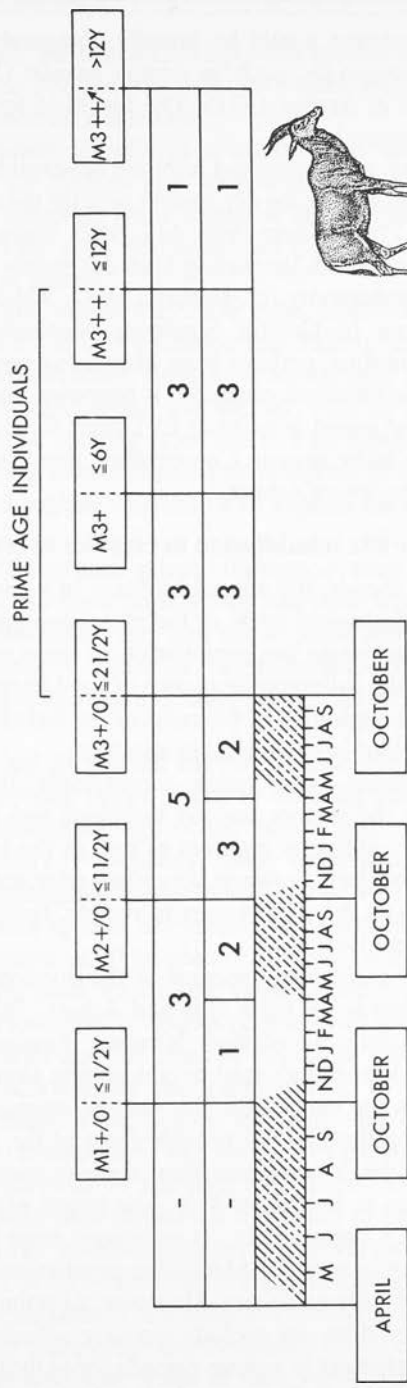 PRIME AGE INDIVIDUALS
M1+/0 ≤1/2Y M2+/0 ≤11/2Y M3+/0 ≤21/2Y M3+ ≤6Y M3++ ≤12Y M3+++ >12Y
- 3 5 3 3 1
- 1 2 3 2 3 3 1
M J J A S N D J F M A M J J A S N D J F M A M J J A S
APRIL OCTOBER OCTOBER OCTOBER